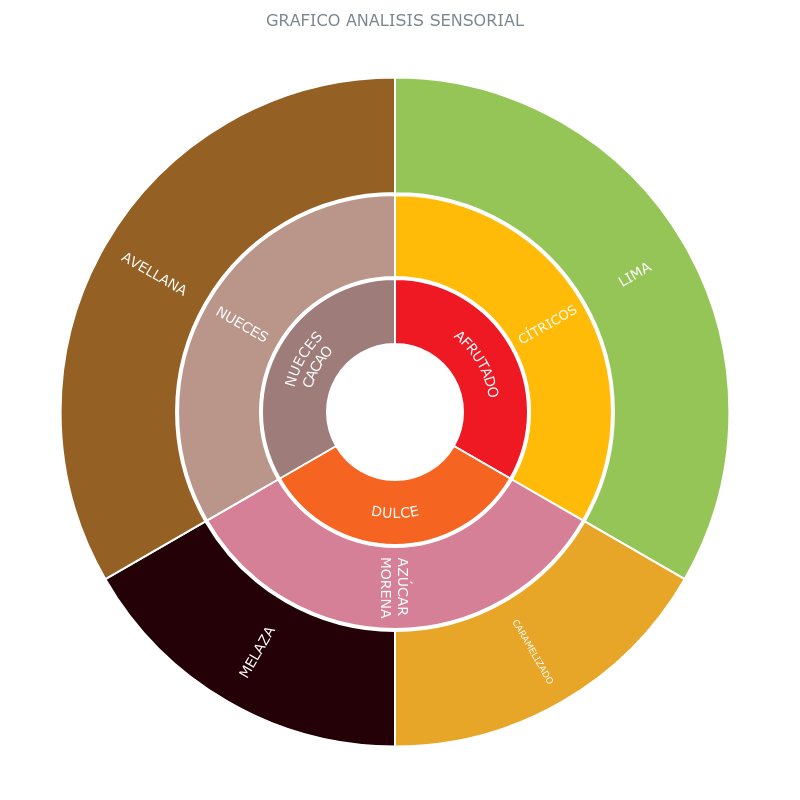 GRAFICO ANALISIS SENSORIAL
AVELLANA
LIMA
NUECES
CÍTRICOS
NUECES
CACAO
AFRUTADO
DULCE
AZÚCAR
MORENA
MELAZA
CARAMELIZADO